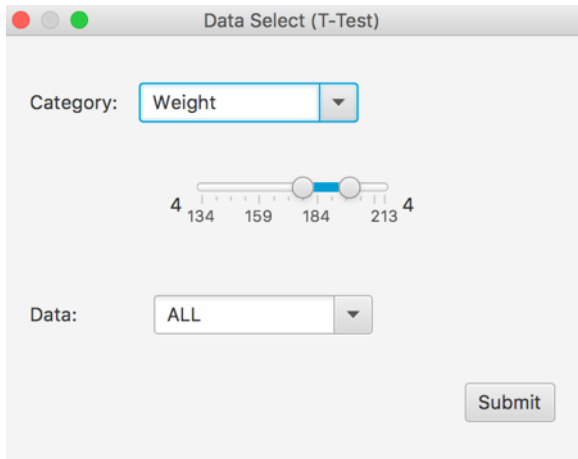 Data Select (T-Test)
Category: Weight
4 134 159 184 213 4
Data: ALL
Submit